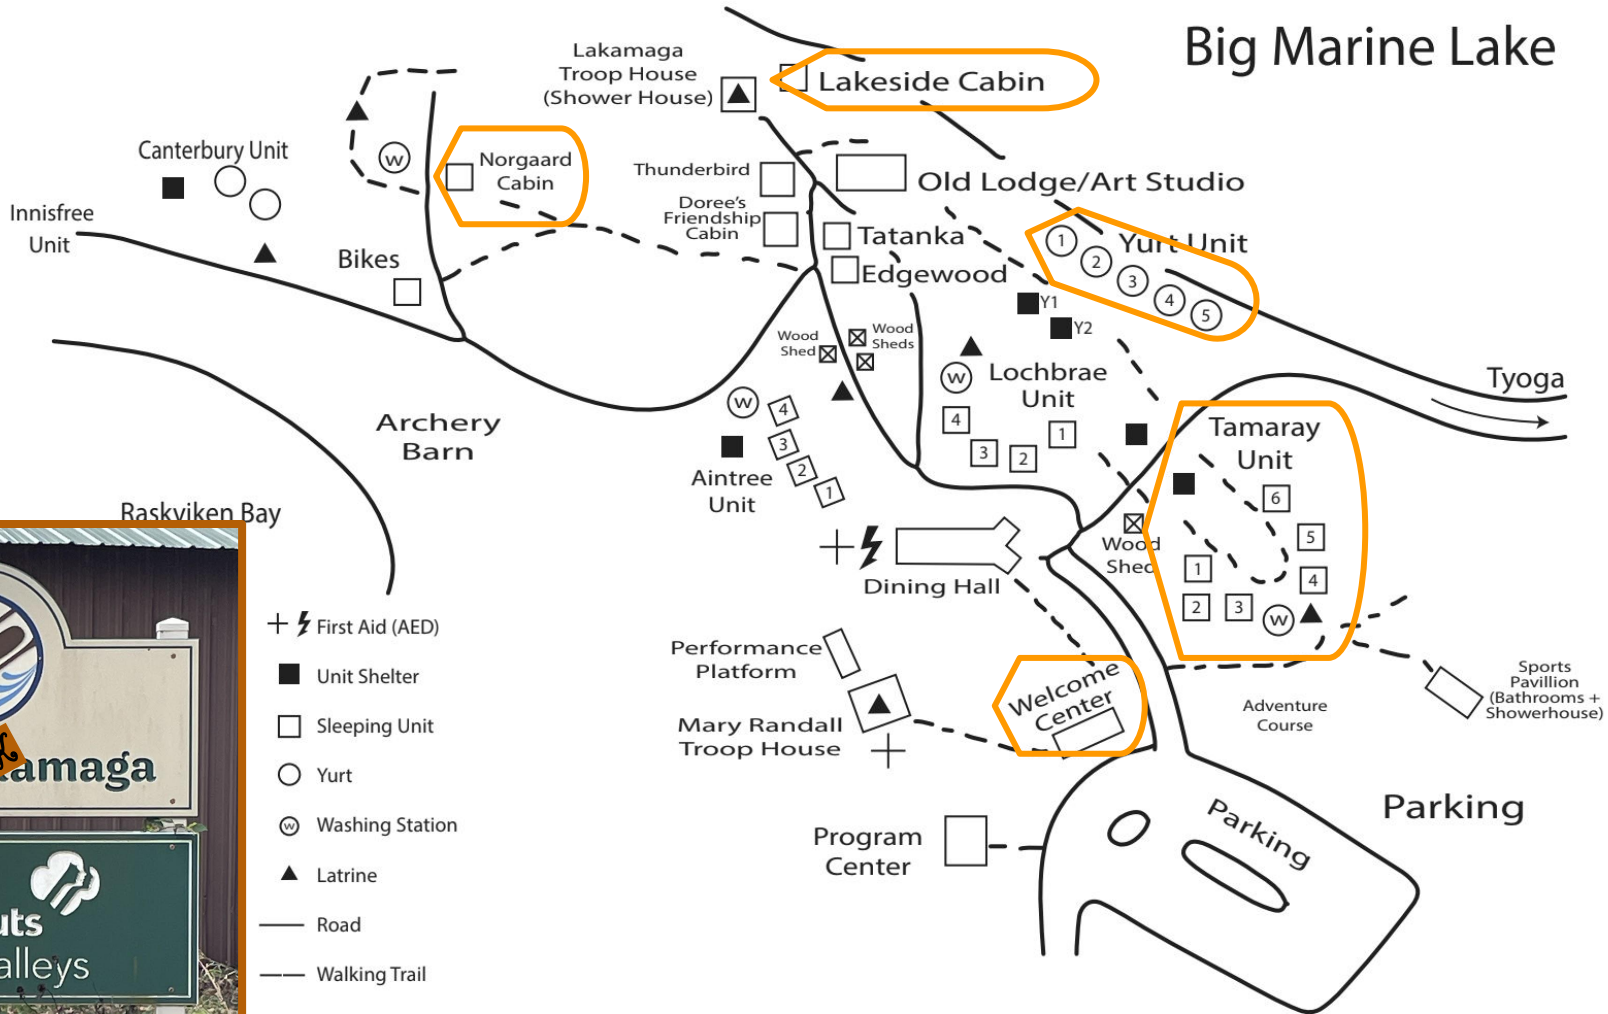 Big Marine Lake
Lakamaga
Troop House
(Shower House)
Lakeside Cabin
Canterbury Unit
W
Norgaard
Cabin
Thunderbird
Old Lodge/Art Studio
Innisfree
Unit
Doree's
Friendship
Cabin
Tatanka
Edgewood
Yurt Unit
1
2
3
4
5
Bikes
Y1
Y2
Wood
Shed
Wood
Sheds
Lochbrae
Unit
W
4
3
2
1
Tyoga
Archery
Barn
W
4
3
2
1
Aintree
Unit
Tamaray
Unit
6
5
4
1
2
3
W
Raskviken Bay
Wood
Shed
Dining Hall
First Aid (AED)
Unit Shelter
Sleeping Unit
Yurt
W
Washing Station
Latrine
Road
Walking Trail
Performance
Platform
Mary Randall
Troop House
Welcome
Center
Adventure
Course
Sports
Pavillion
(Bathrooms +
Showerhouse)
Program
Center
Parking
Parking
amaga
uts
alleys